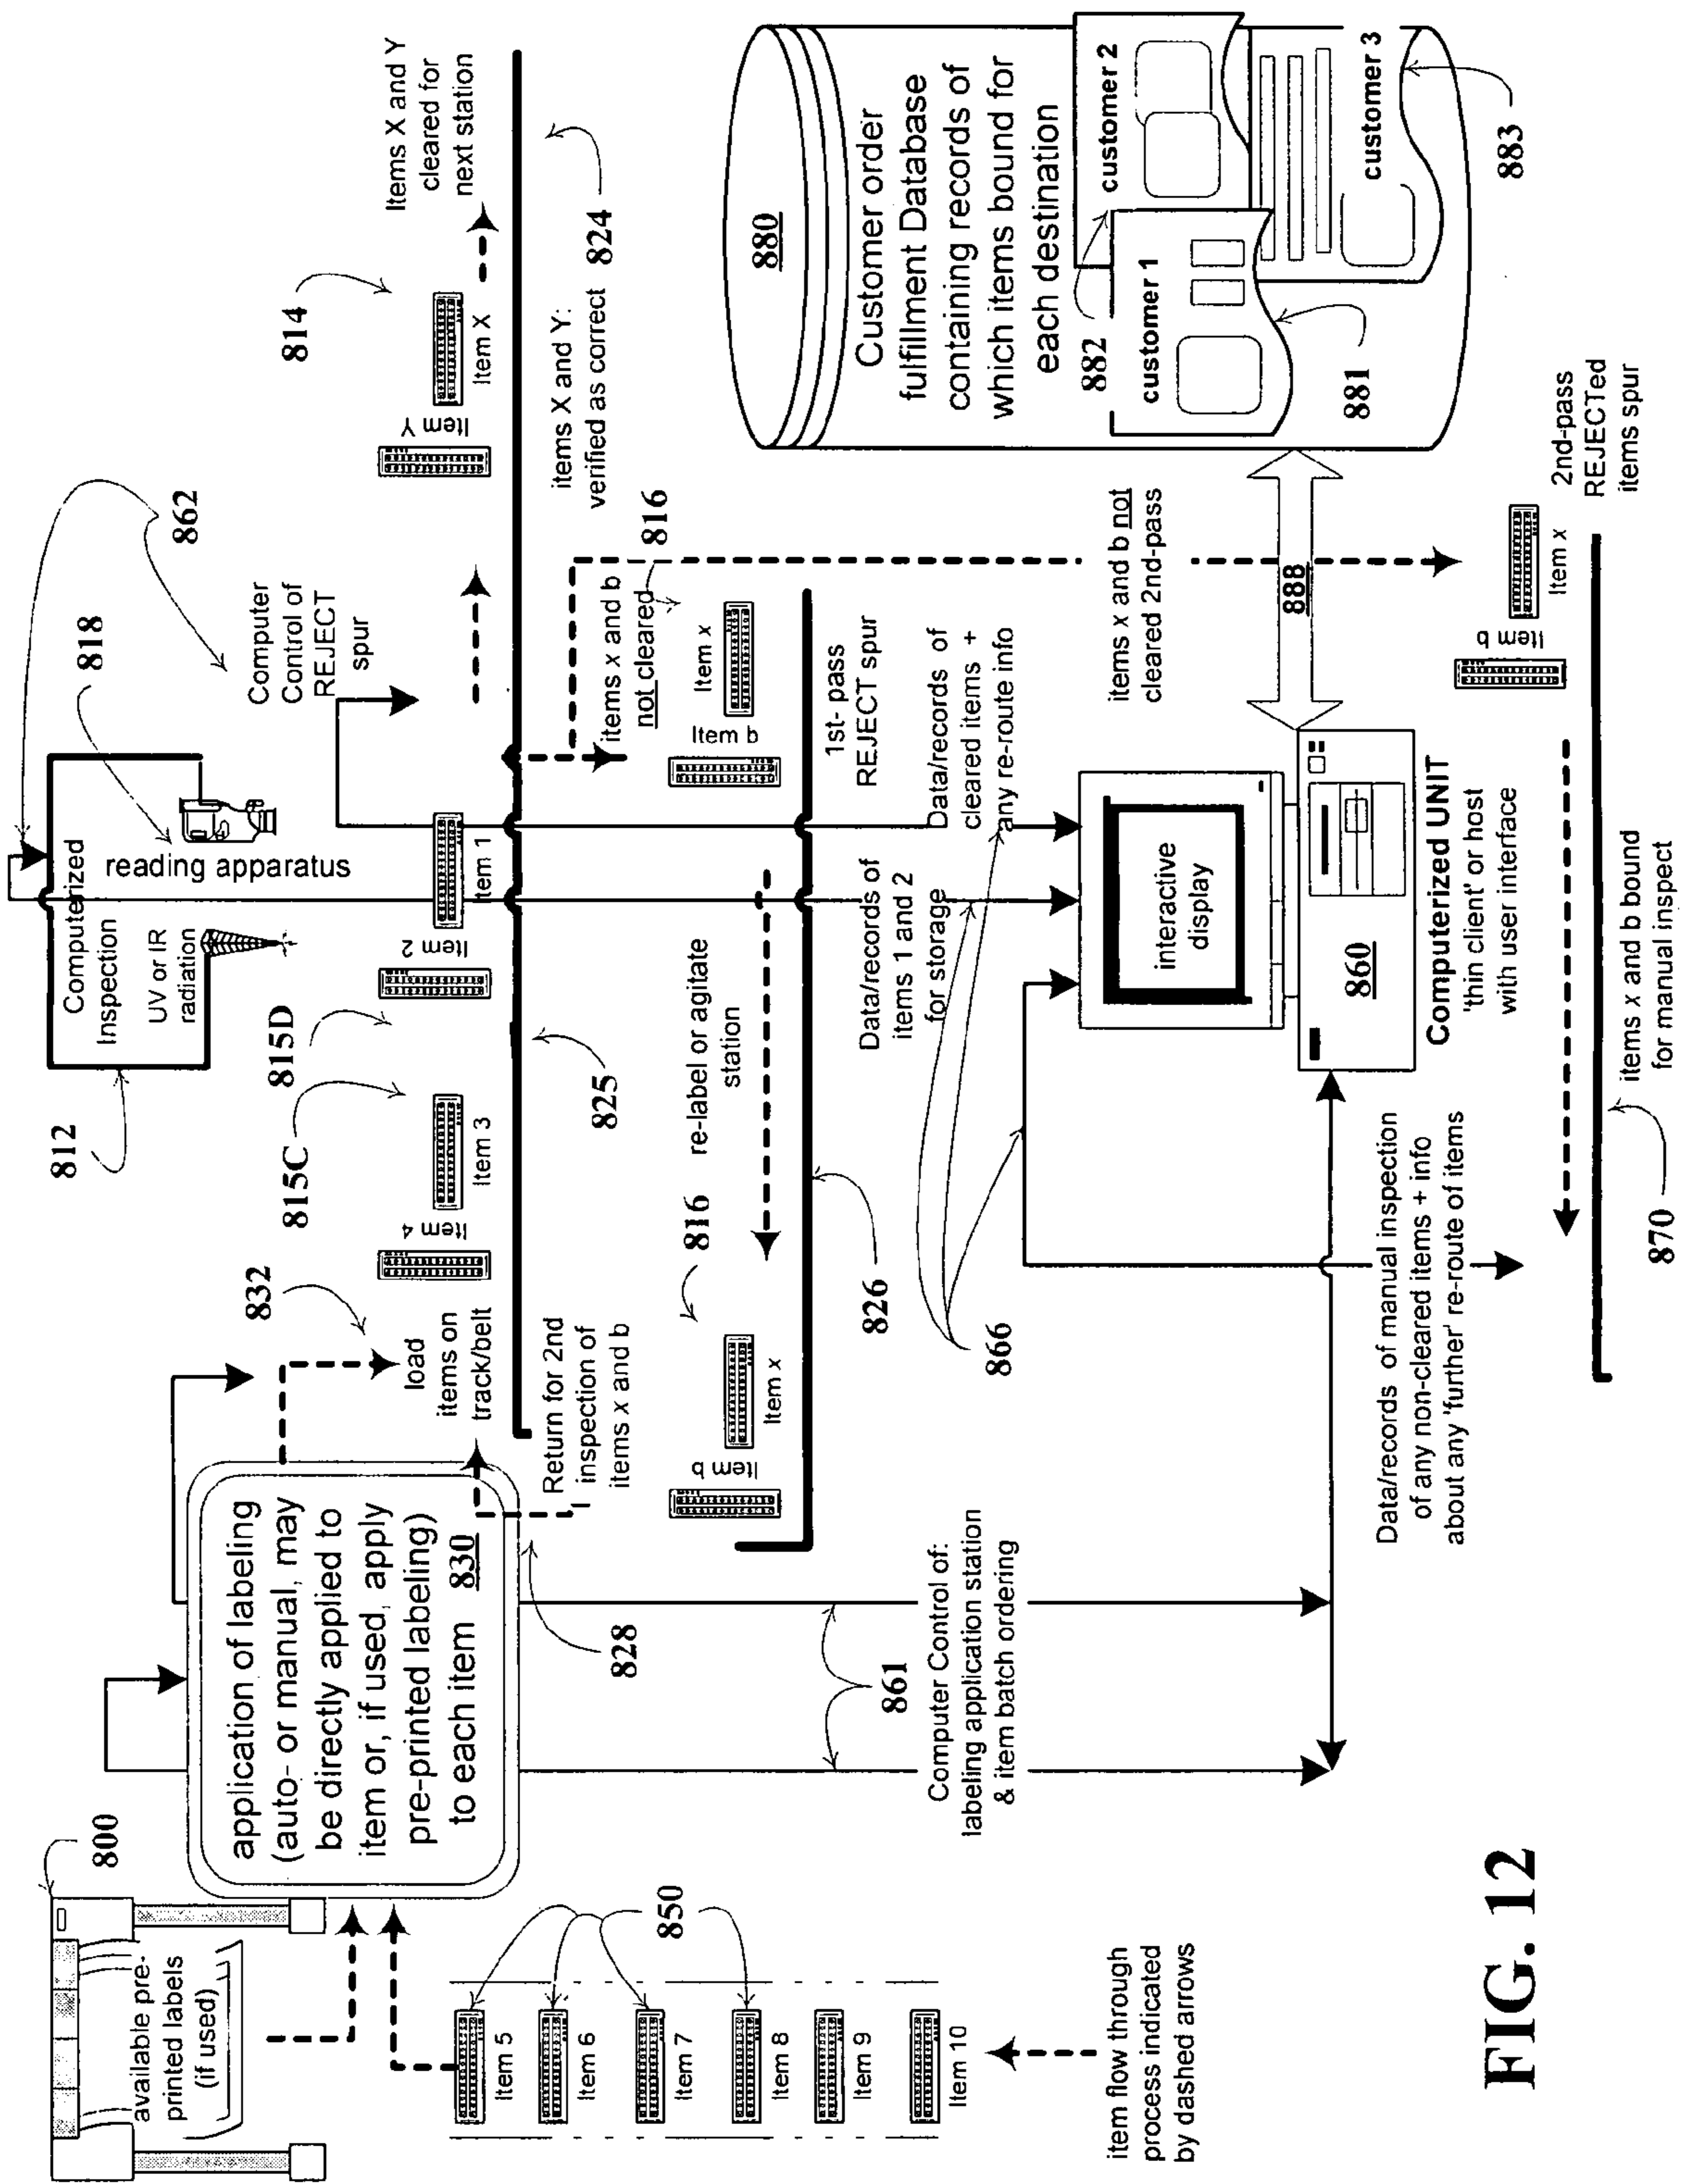 800
available pre-
printed labels
(if used)
application of labeling
(auto- or manual, may
be directly applied to
item or, if used, apply
pre-printed labeling)
to each item 830
Item 5
Item 6
Item 7
Item 8
Item 9
Item 10
850
item flow through
process indicated
by dashed arrows
832
load
items on
track/belt
828
Return for 2nd
inspection of
items x and b
861
Computer Control of:
labeling application station
& item batch ordering
812
Computerized
Inspection
UV or IR
radiation
reading apparatus
818
862
Computer
Control of
REJECT
spur
815C
815D
Item 4
Item 3
Item 2
Item 1
825
814
Item Y
Item X
Items X and Y
cleared for
next station
items X and Y:
verified as correct
824
items x and b
not cleared
816
Item b
Item x
1st- pass
REJECT spur
816
re-label or agitate
station
Item b
Item x
826
866
Data/records of
items 1 and 2
for storage
Data/records of
cleared items +
any re-route info
items x and b not
cleared 2nd-pass
interactive
display
860
Computerized UNIT
'thin client' or host
with user interface
888
880
Customer order
fulfillment Database
containing records of
which items bound for
each destination
882
customer 1
customer 2
customer 3
881
883
Data/records of manual inspection
of any non-cleared items + info
about any 'further' re-route of items
Item b
Item x
2nd-pass
REJECTed
items spur
870
items x and b bound
for manual inspect
FIG. 12